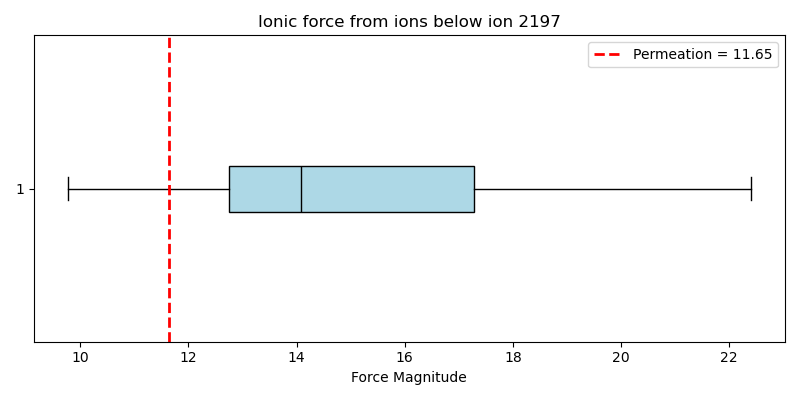 Ionic force from ions below ion 2197
Permeation = 11.65
1
10 12 14 16 18 20 22
Force Magnitude